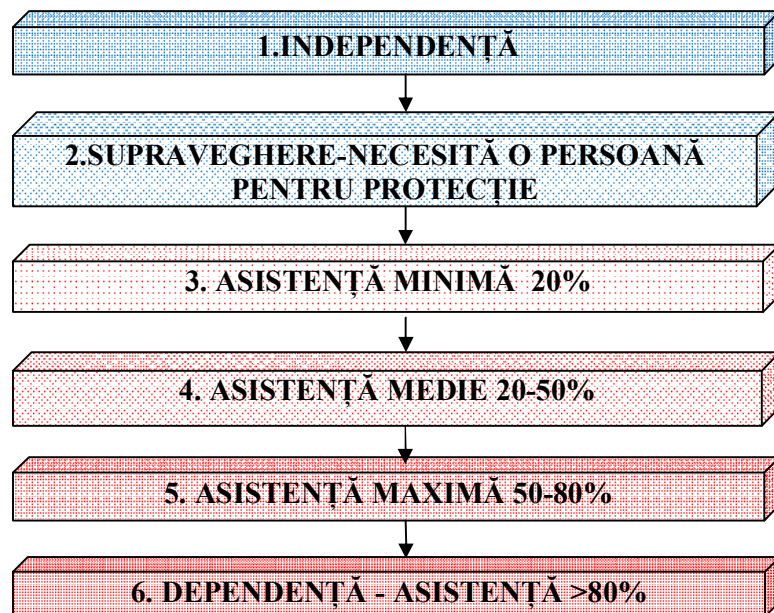 1.INDEPENDENȚĂ
2.SUPRAVEGHERE-NECESITĂ O PERSOANĂ
PENTRU PROTECȚIE
3. ASISTENȚĂ MINIMĂ 20%
4. ASISTENȚĂ MEDIE 20-50%
5. ASISTENȚĂ MAXIMĂ 50-80%
6. DEPENDENȚĂ - ASISTENȚĂ >80%